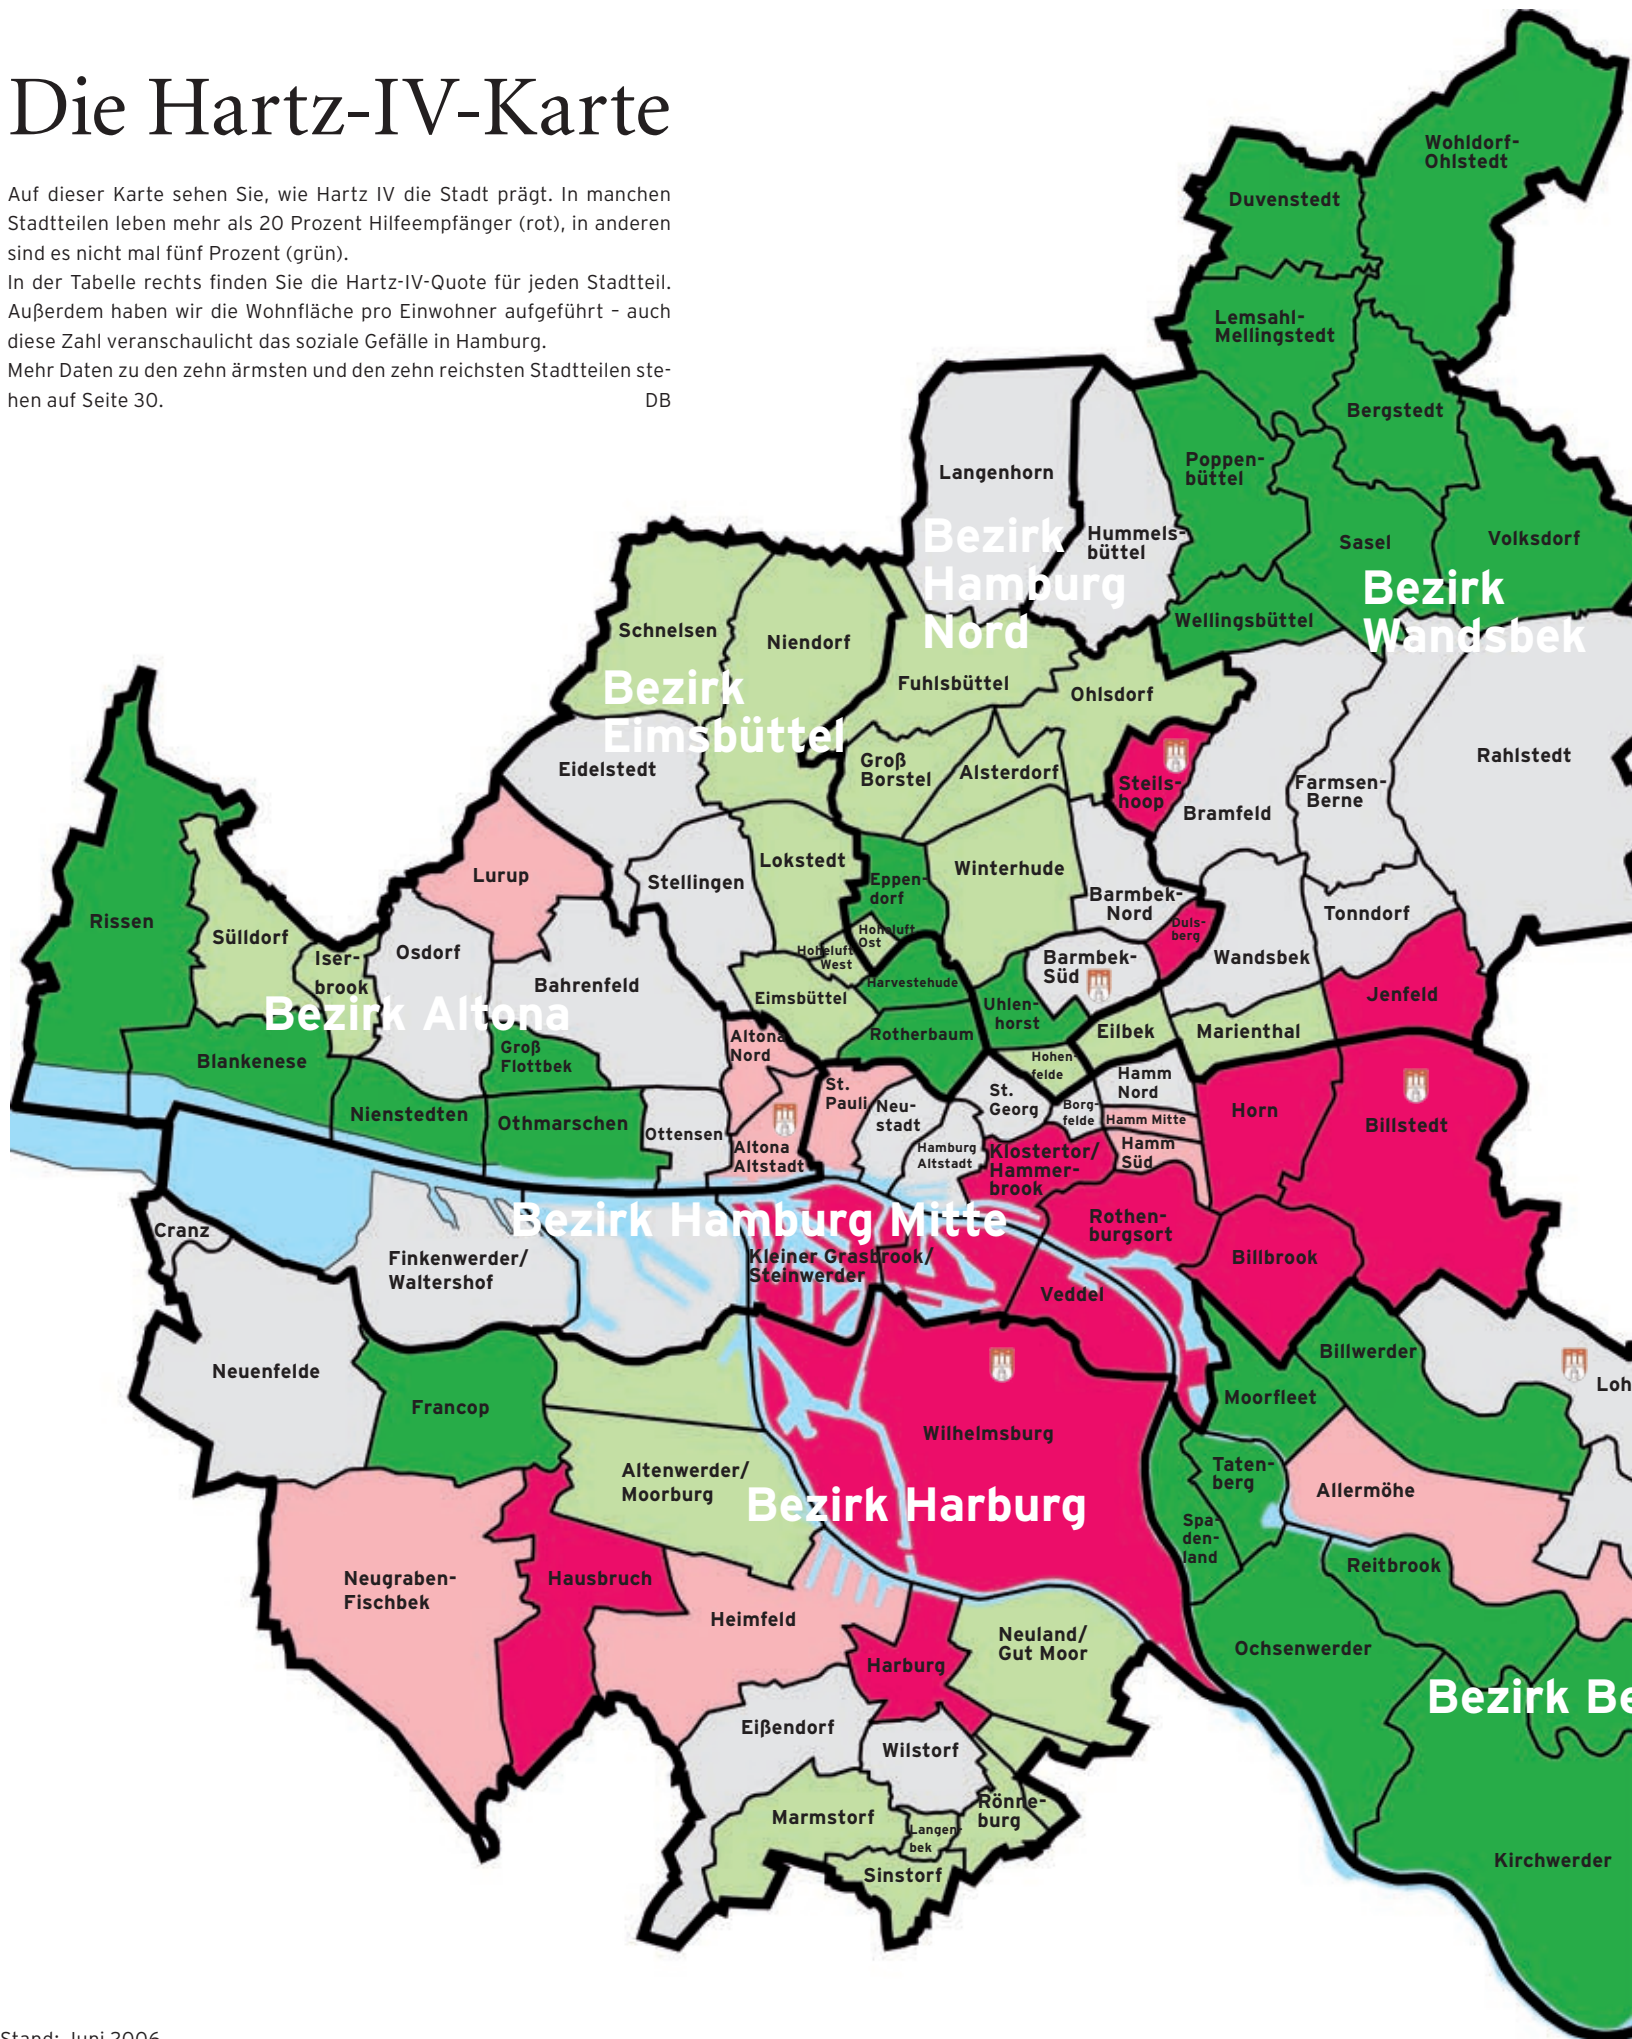 Die Hartz-IV-Karte
Auf dieser Karte sehen Sie, wie Hartz IV die Stadt prägt. In manchen
Stadtteilen leben mehr als 20 Prozent Hilfeempfänger (rot), in anderen
sind es nicht mal fünf Prozent (grün).
In der Tabelle rechts finden Sie die Hartz-IV-Quote für jeden Stadtteil.
Außerdem haben wir die Wohnfläche pro Einwohner aufgeführt – auch
diese Zahl veranschaulicht das soziale Gefälle in Hamburg.
Mehr Daten zu den zehn ärmsten und den zehn reichsten Stadtteilen ste-
hen auf Seite 30. DB
Wohldorf-
Ohlstedt
Duvenstedt
Lemsahl-
Mellingstedt
Bergstedt
Poppen-
büttel
Langenhorn
Hummels-
büttel
Sasel
Volksdorf
Bezirk
Hamburg
Nord
Bezirk
Wandsbek
Wellingsbüttel
Schnelsen
Niendorf
Bezirk
Eimsbüttel
Fuhlsbüttel
Ohlsdorf
Eidelstedt
Groß
Borstel
Alsterdorf
Steils-
hoop
Bramfeld
Farmsen-
Berne
Rahlstedt
Lurup
Stellingen
Lokstedt
Eppen-
dorf
Winterhude
Barmbek-
Nord
Duls-
berg
Tonndorf
Rissen
Sülldorf
Iser-
brook
Osdorf
Bahrenfeld
Hoheluft
Ost
Hoheluft
West
Harvestehude
Barmbek-
Süd
Wandsbek
Jenfeld
Bezirk Altona
Eimsbüttel
Rotherbaum
Uhlen-
horst
Eilbek
Marienthal
Blankenese
Groß
Flottbek
Altona
Nord
Hohen-
felde
Hamm
Nord
Nienstedten
Othmarschen
Ottensen
Altona
Altstadt
St.
Pauli
Neu-
stadt
St.
Georg
Borg-
felde
Hamm Mitte
Hamm
Süd
Horn
Billstedt
Hamburg
Altstadt
Klostertor/
Hammer-
brook
Cranz
Bezirk Hamburg Mitte
Rothen-
burgsort
Billbrook
Finkenwerder/
Waltershof
Kleiner Grasbrook/
Steinwerder
Veddel
Neuenfelde
Francop
Billwerder
Moorfleet
Loh
Wilhelmsburg
Altenwerder/
Moorburg
Bezirk Harburg
Taten-
berg
Allermöhe
Spa-
den-
land
Reitbrook
Neugraben-
Fischbek
Hausbruch
Heimfeld
Neuland/
Gut Moor
Harburg
Ochsenwerder
Bezirk Be
Eißendorf
Wilstorf
Marmstorf
Rönne-
burg
Langen-
bek
Sinstorf
Kirchwerder
Stand: Juni 2006